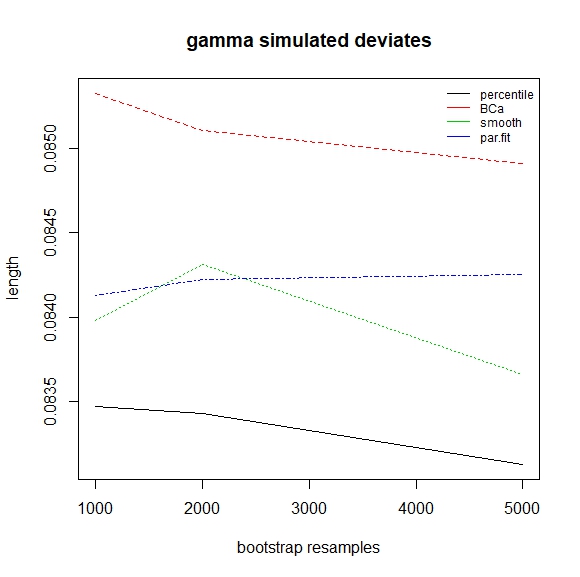 gamma simulated deviates
percentile
BCa
smooth
par.fit
length
0.0850
0.0845
0.0840
0.0835
1000 2000 3000 4000 5000
bootstrap resamples